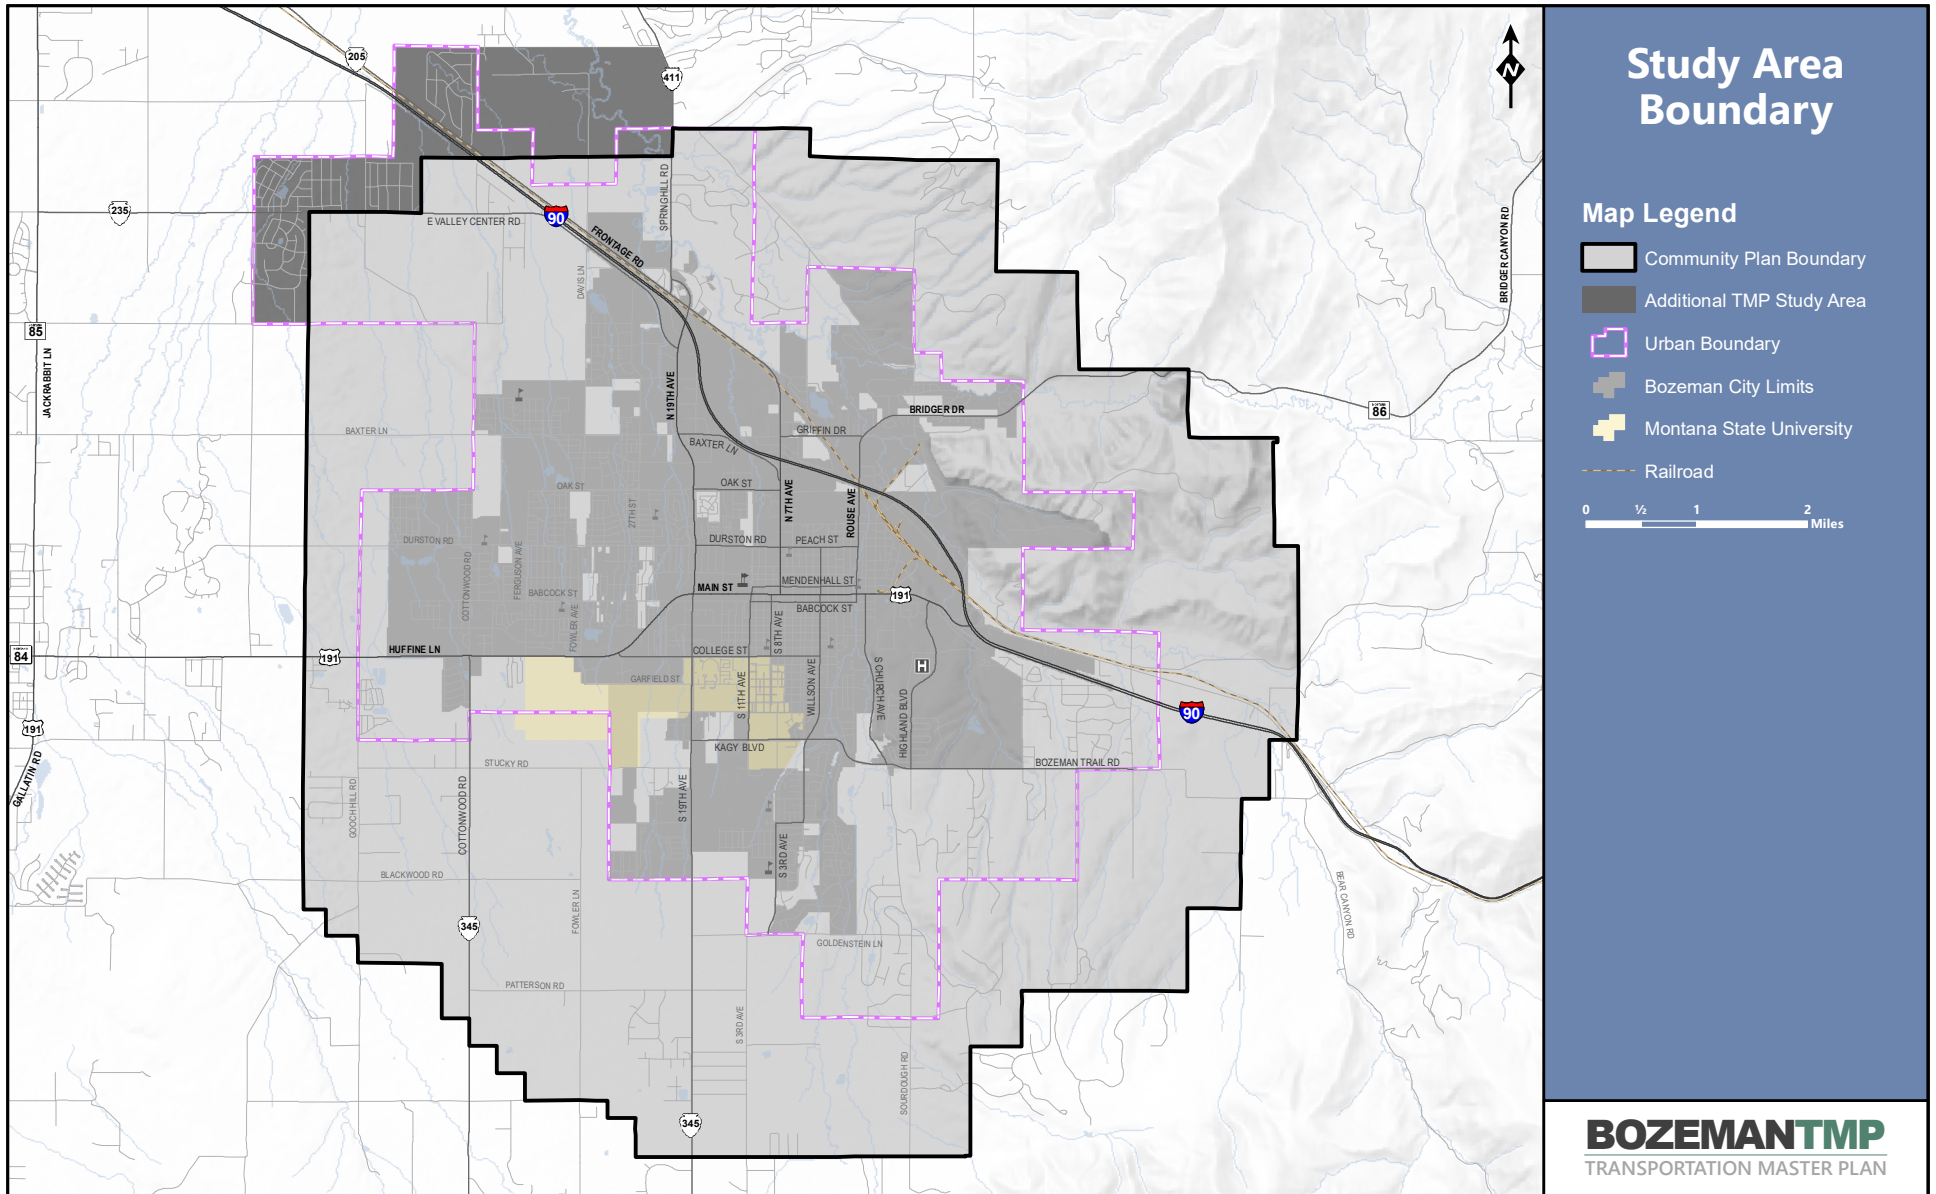 Study Area
Boundary
Map Legend
Community Plan Boundary
Additional TMP Study Area
Urban Boundary
Bozeman City Limits
Montana State University
Railroad
0 ½ 1 2
Miles
BOZEMANTMP
TRANSPORTATION MASTER PLAN
N
205
411
235
90
E VALLEY CENTER RD
SPRINGHILL RD
FRONTAGE RD
DAVIS LN
BRIDGER CANYON RD
85
JACKRABBIT LN
N 19TH AVE
86
BRIDGER DR
GRIFFIN DR
BAXTER LN
BAXTER LN
OAK ST
OAK ST
27TH ST
N 7TH AVE
ROUSE AVE
DURSTON RD
DURSTON RD
PEACH ST
COTTONWOOD RD
FERGUSON AVE
MAIN ST
MENDENHALL ST
BABCOCK ST
BABCOCK ST
191
FOWLER AVE
S 8TH AVE
84
191
HUFFINE LN
COLLEGE ST
H
GARFIELD ST
S 11TH AVE
WILLSON AVE
S CHURCH AVE
HIGHLAND BLVD
90
191
GALLATIN RD
KAGY BLVD
STUCKY RD
BOZEMAN TRAIL RD
GOOCH HILL RD
COTTONWOOD RD
S 19TH AVE
S 3RD AVE
BLACKWOOD RD
BEAR CANYON RD
345
FOWLER LN
GOLDENSTEIN LN
PATTERSON RD
S 3RD AVE
SOURDOUGH RD
345